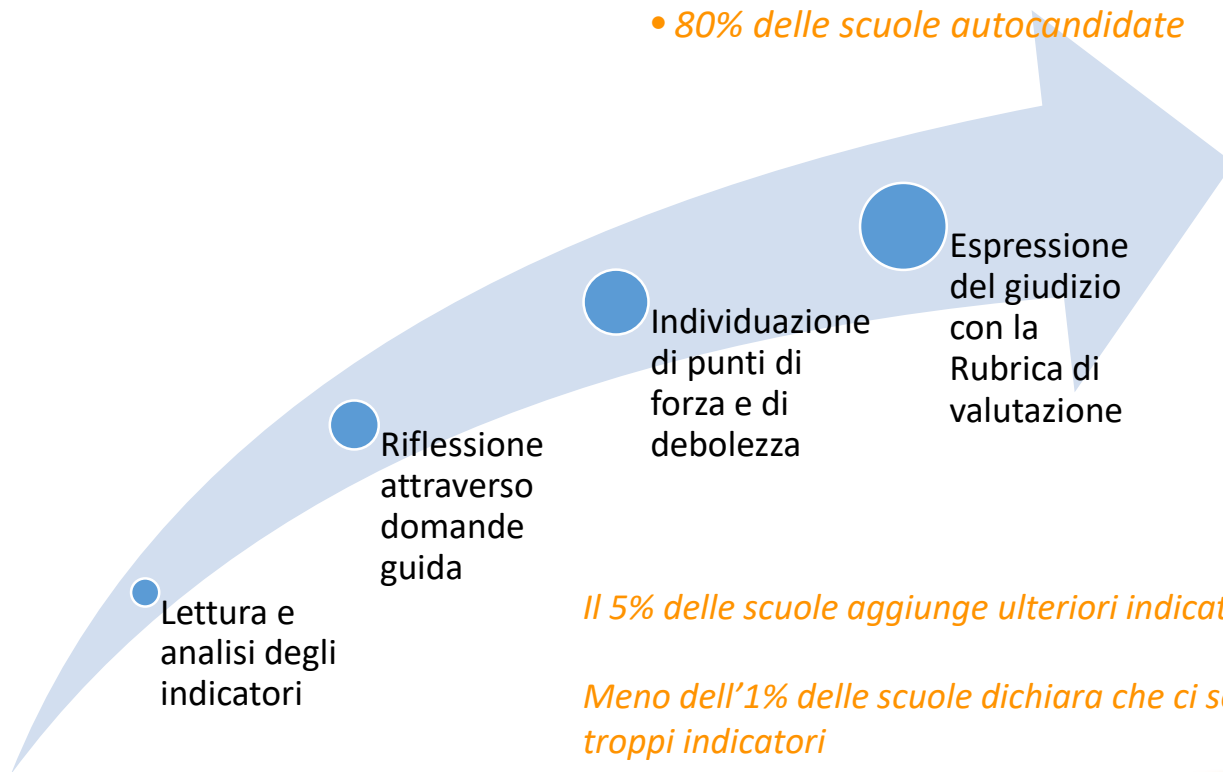 • 80% delle scuole autocandidate
Espressione
del giudizio
con la
Rubrica di
valutazione
Individuazione
di punti di
forza e di
debolezza
Riflessione
attraverso
domande
guida
Lettura e
analisi degli
indicatori
Il 5% delle scuole aggiunge ulteriori
Meno dell’1% delle scuole dichiara che ci
troppi indicatori